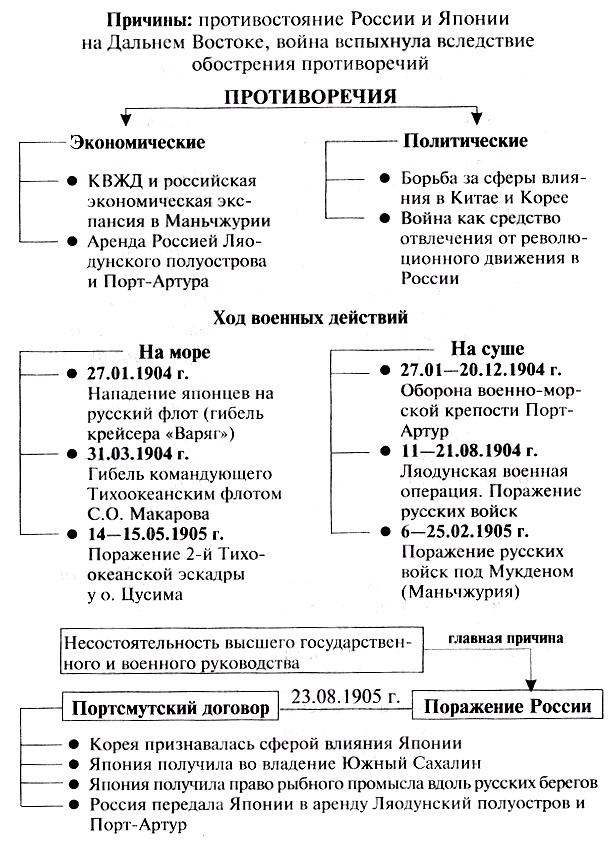 Причины: противостояние России и Японии
на Дальнем Востоке, война вспыхнула вследствие
обострения противоречий
ПРОТИВОРЕЧИЯ
Экономические
● КВЖД и российская
экономическая экс-
пансия в Маньчжурии
● Аренда Россией Ляо-
дунского полуострова
и Порт-Артура
Политические
● Борьба за сферы влия-
ния в Китае и Корее
● Война как средство
отвлечения от револю-
ционного движения в
России
Ход военных действий
На море
● 27.01.1904 г.
Нападение японцев на
русский флот (гибель
крейсера «Варяг»)
● 31.03.1904 г.
Гибель командующего
Тихоокеанским флотом
С.О. Макарова
● 14—15.05.1905 г.
Поражение 2-й Тихо-
океанской эскадры
у о. Цусима
На суше
● 27.01—20.12.1904 г.
Оборона военно-мор-
ской крепости Порт-
Артур
● 11—21.08.1904 г.
Ляодунская военная
операция. Поражение
русских войск
● 6—25.02.1905 г.
Поражение русских
войск под Мукденом
(Маньчжурия)
Несостоятельность высшего государствен-
ного и военного руководства
главная причина
Портсмутский договор
23.08.1905 г.
Поражение России
● Корея признавалась сферой влияния Японии
● Япония получила во владение Южный Сахалин
● Япония получила право рыбного промысла вдоль русских берегов
● Россия передала Японии в аренду Ляодунский полуостров и
Порт-Артур